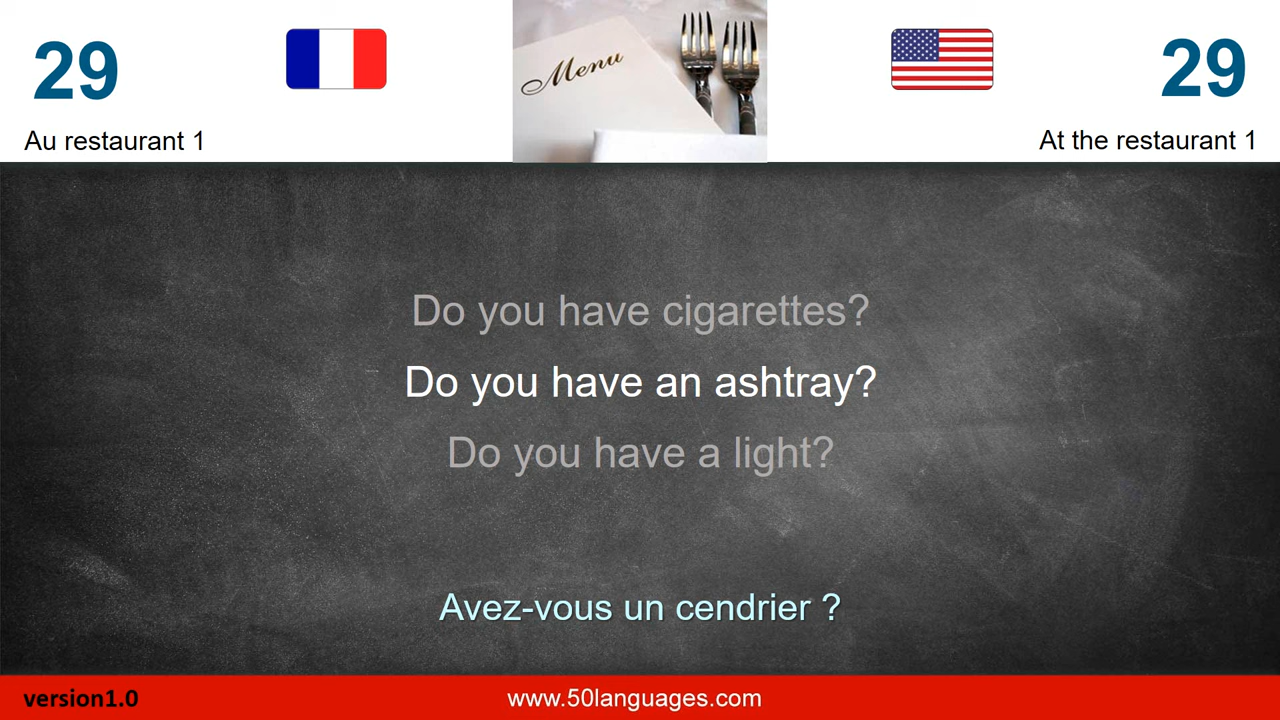 29
29
Au restaurant 1
Menu
At the restaurant 1
Do you have cigarettes?
Do you have an ashtray?
Do you have a light?
Avez-vous un cendrier ?
version1.0
www.50languages.com